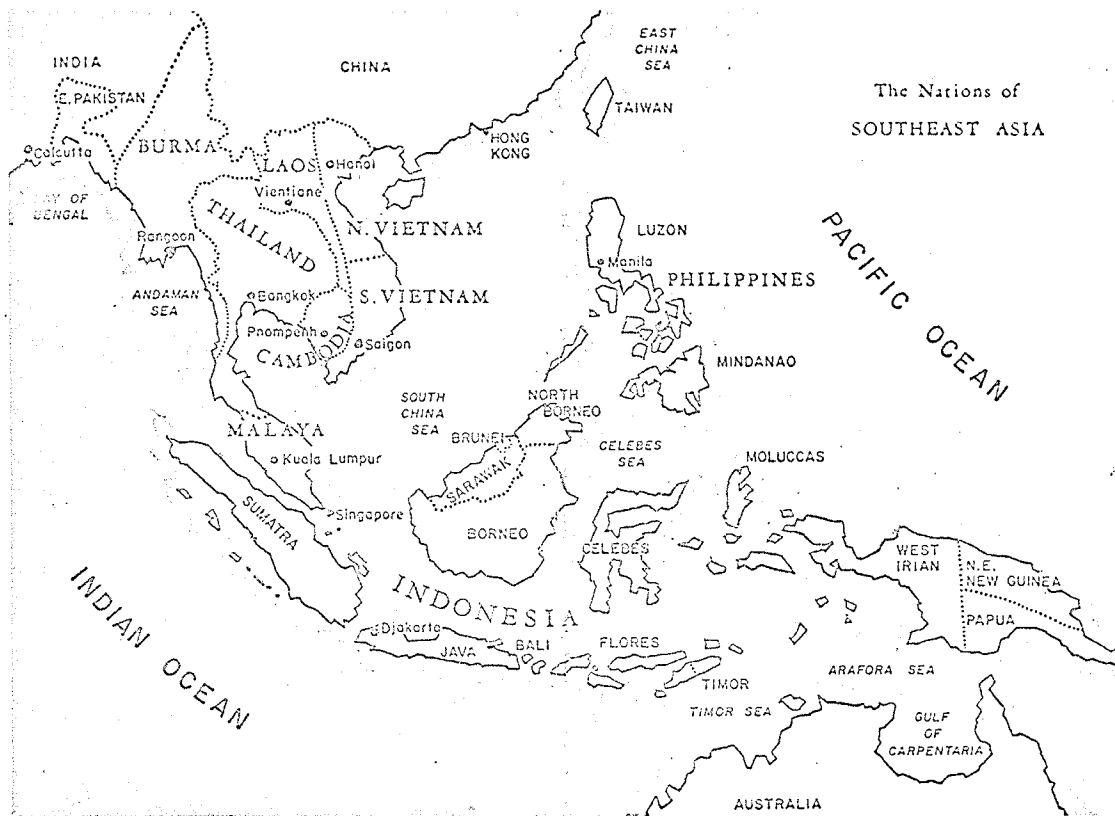 The Nations of
SOUTHEAST ASIA
EAST
CHINA
SEA
INDIA
CHINA
E. PAKISTAN
TAIWAN
BURMA
HONG
KONG
Calcutta
LAOS
Hanoi
BENGAL
Vientiane
THAILAND
N. VIETNAM
LUZON
Rangoon
Manila
PHILIPPINES
PACIFIC OCEAN
ANDAMAN
SEA
Bangkok
S. VIETNAM
Pnompenh
CAMBODIA
Saigon
MINDANAO
SOUTH
CHINA
SEA
NORTH
BORNEO
MALAYA
BRUNEI
CELEBES
SEA
MOLUCCAS
Kuala Lumpur
SARAWAK
SUMATRA
Singapore
BORNEO
CELEBES
WEST
IRIAN
N.E.
NEW GUINEA
INDIAN OCEAN
INDONESIA
PAPUA
Djakarta
JAVA
BALI
FLORES
TIMOR
ARAFORA SEA
TIMOR SEA
GULF
OF
CARPENTARIA
AUSTRALIA